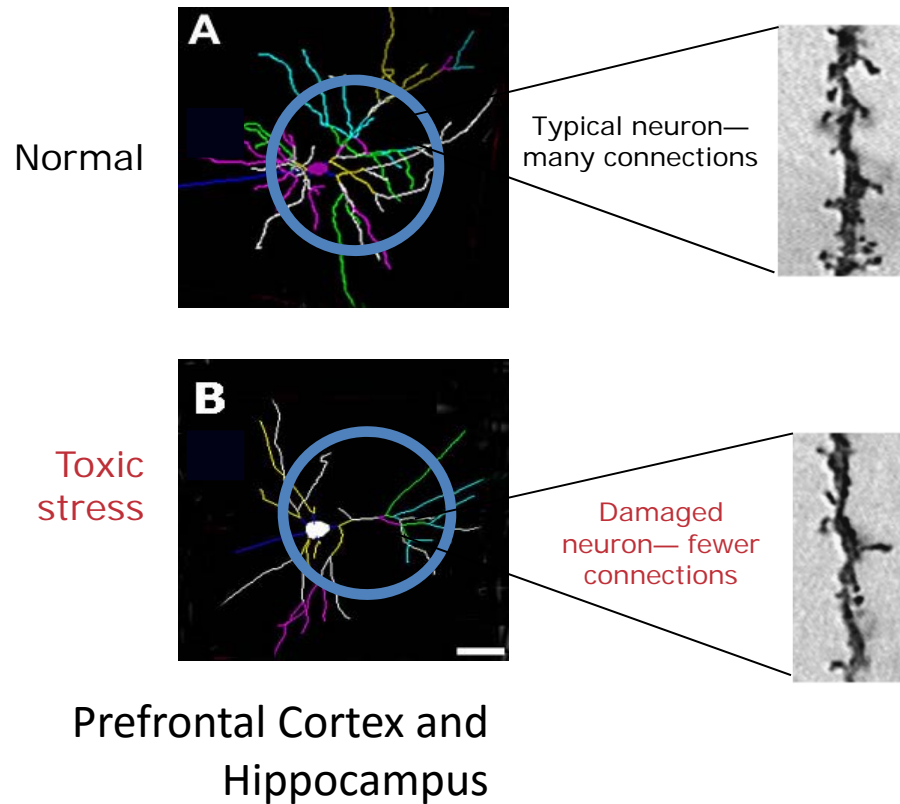 A
Normal
Typical neuron—
many connections
B
Toxic
stress
Damaged
neuron— fewer
connections
Prefrontal Cortex and
Hippocampus